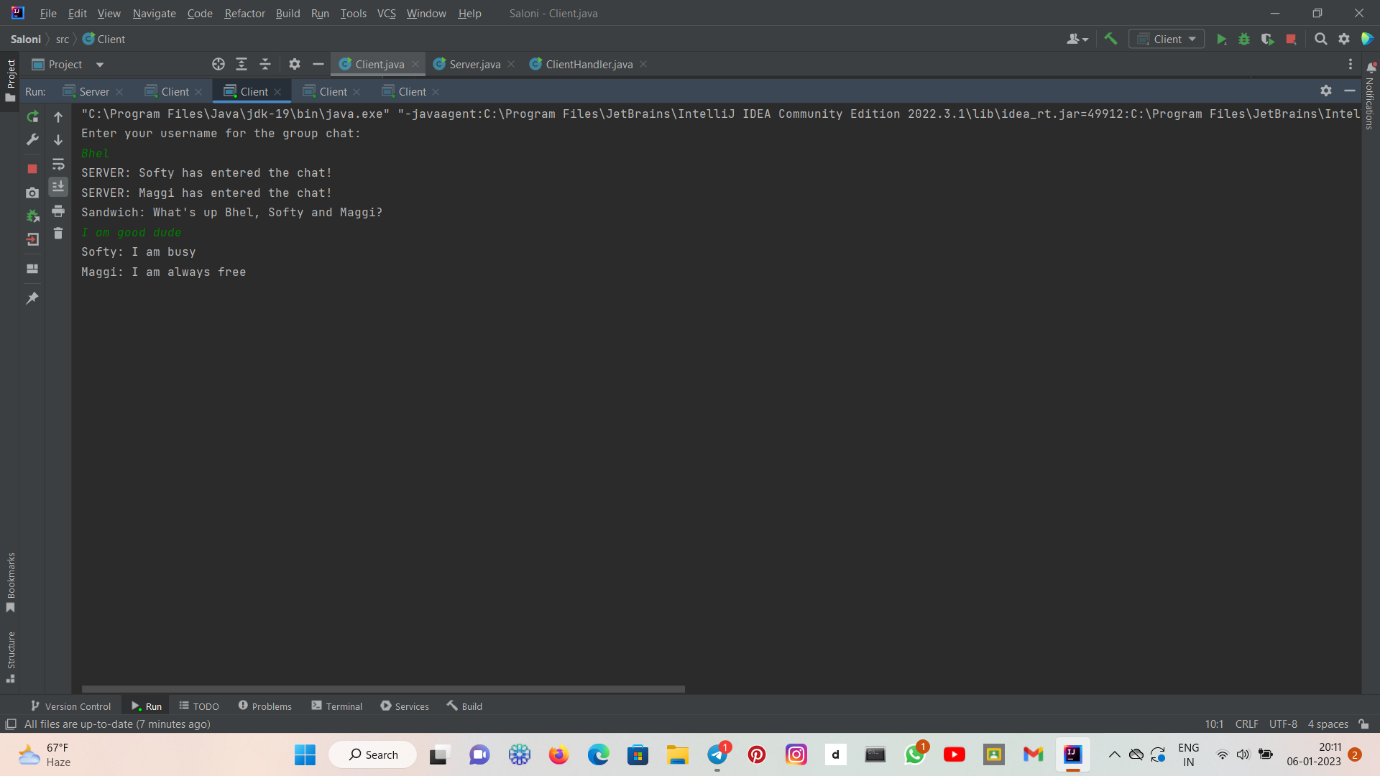 File Edit View Navigate Code Refactor Build Run Tools VCS Window Help Saloni - Client.java
Saloni src Client Client
Project Client.java Server.java ClientHandler.java
Run: Server Client Client Client Client
"C:\Program Files\Java\jdk-19\bin\java.exe" "-javaagent:C:\Program Files\JetBrains\IntelliJ IDEA Community Edition 2022.3.1\lib\idea_rt.jar=49912:C:\Program Files\JetBrains\Intel
Enter your username for the group chat:
Bhel
SERVER: Softy has entered the chat!
SERVER: Maggi has entered the chat!
Sandwich: What's up Bhel, Softy and Maggi?
I am good dude
Softy: I am busy
Maggi: I am always free
Project
Bookmarks
Structure
Notifications
Version Control Run TODO Problems Terminal Services Build
All files are up-to-date (7 minutes ago) 10:1 CRLF UTF-8 4 spaces
67°F
Haze
Search
1
d
1
ENG
IN
20:11
06-01-2023
2